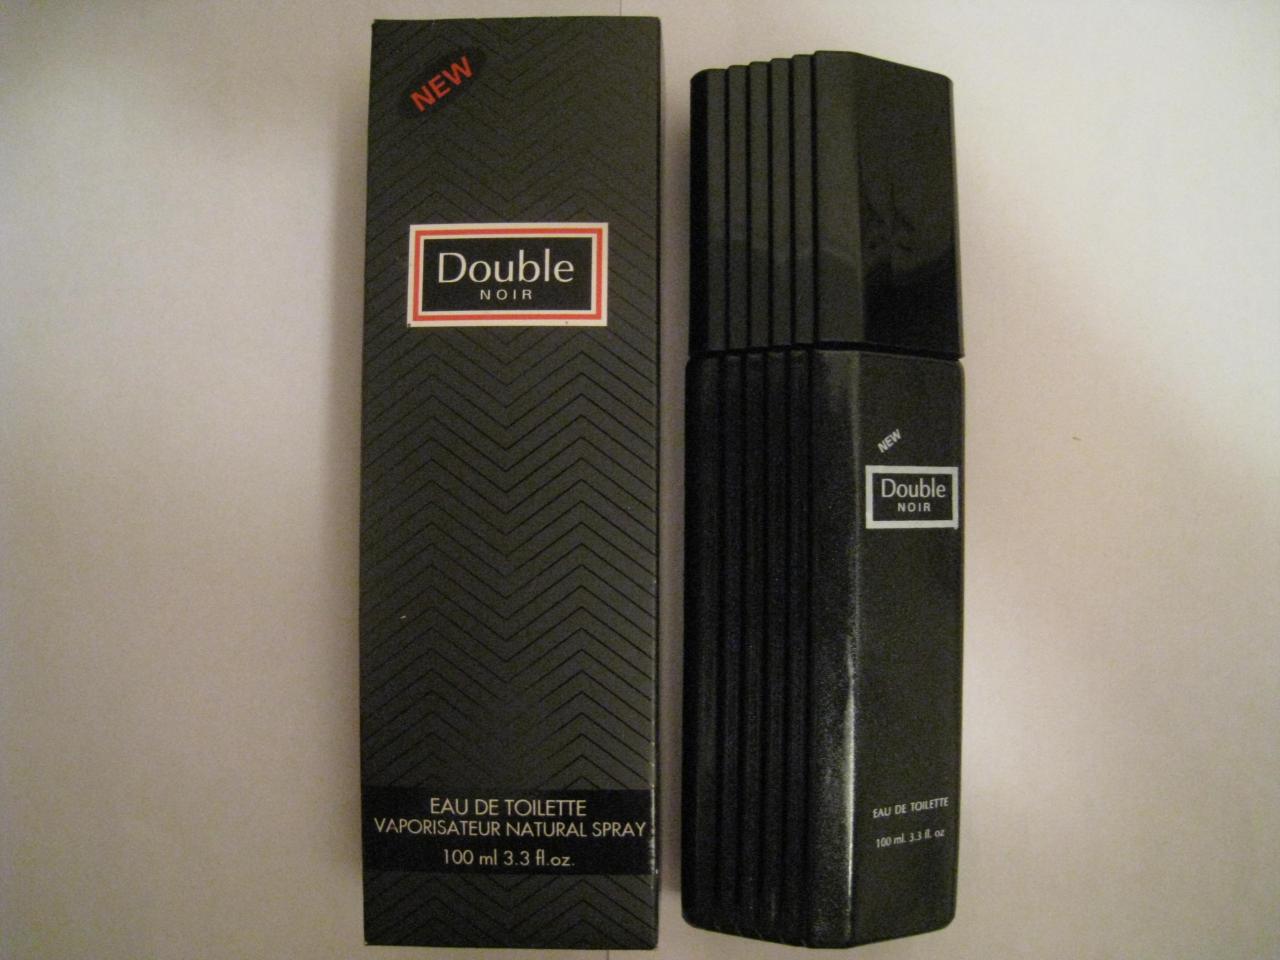 NEW
Double
NOIR
EAU DE TOILETTE
VAPORISATEUR NATURAL SPRAY
100 ml 3.3 fl.oz.
NEW
Double
NOIR
EAU DE TOILETTE
100 ml. 3.3 fl. oz